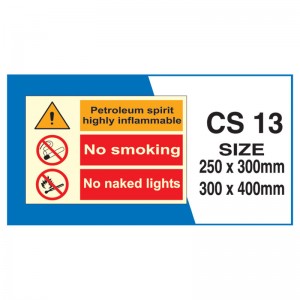 Petroleum spirit
highly inflammable
No smoking
No naked lights
CS 13
SIZE
250 x 300mm
300 x 400mm